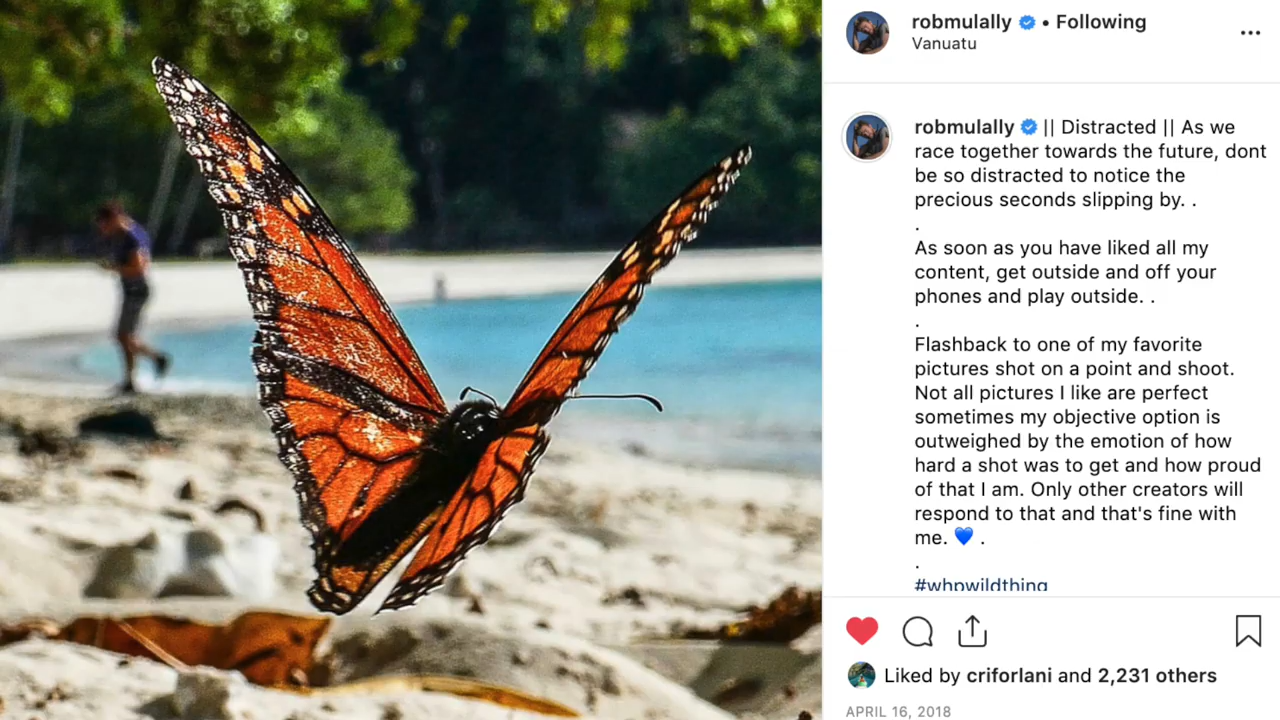 robmulally • Following
Vanuatu
robmulally || Distracted || As we
race together towards the future, dont
be so distracted to notice the
precious seconds slipping by. .
.
As soon as you have liked all my
content, get outside and off your
phones and play outside. .
.
Flashback to one of my favorite
pictures shot on a point and shoot.
Not all pictures I like are perfect
sometimes my objective option is
outweighed by the emotion of how
hard a shot was to get and how proud
of that I am. Only other creators will
respond to that and that's fine with
me. 💙 .
.
#whpwildthing
Liked by criforlani and 2,231 others
APRIL 16, 2018